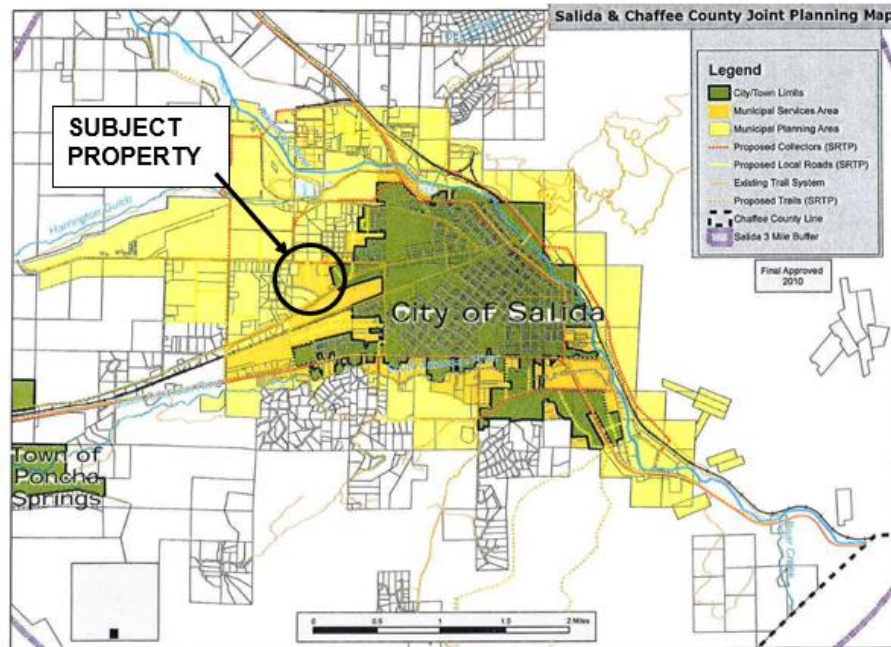 Salida & Chaffee County Joint Planning Map
Legend
City/Town Limits
Municipal Services Area
Municipal Planning Area
Proposed Collectors (SRTP)
Proposed Local Roads (SRTP)
Existing Trail System
Proposed Trails (SRTP)
Chaffee County Line
Salida 3 Mile Buffer
Final Approved
2010
SUBJECT
PROPERTY
Harrington Gulch
City of Salida
Town of
Poncha
Springs
Bear Creek
0 0.5 1 1.5 2 Miles